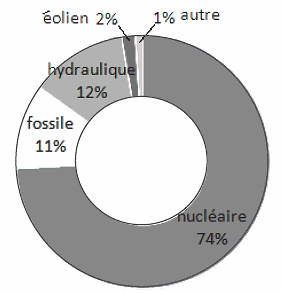 éolien 2%
1% autre
hydraulique
12%
fossile
11%
nucléaire
74%